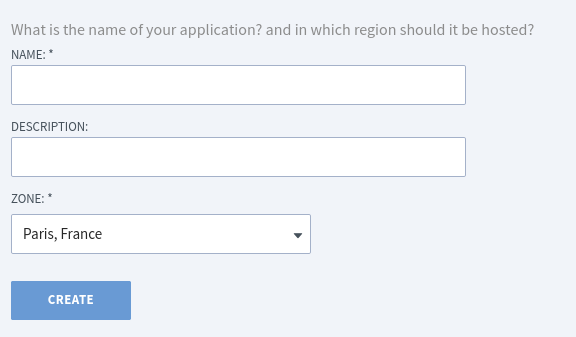 What is the name of your application? and in which region should it be hosted?
NAME: *
DESCRIPTION:
ZONE: *
Paris, France
CREATE